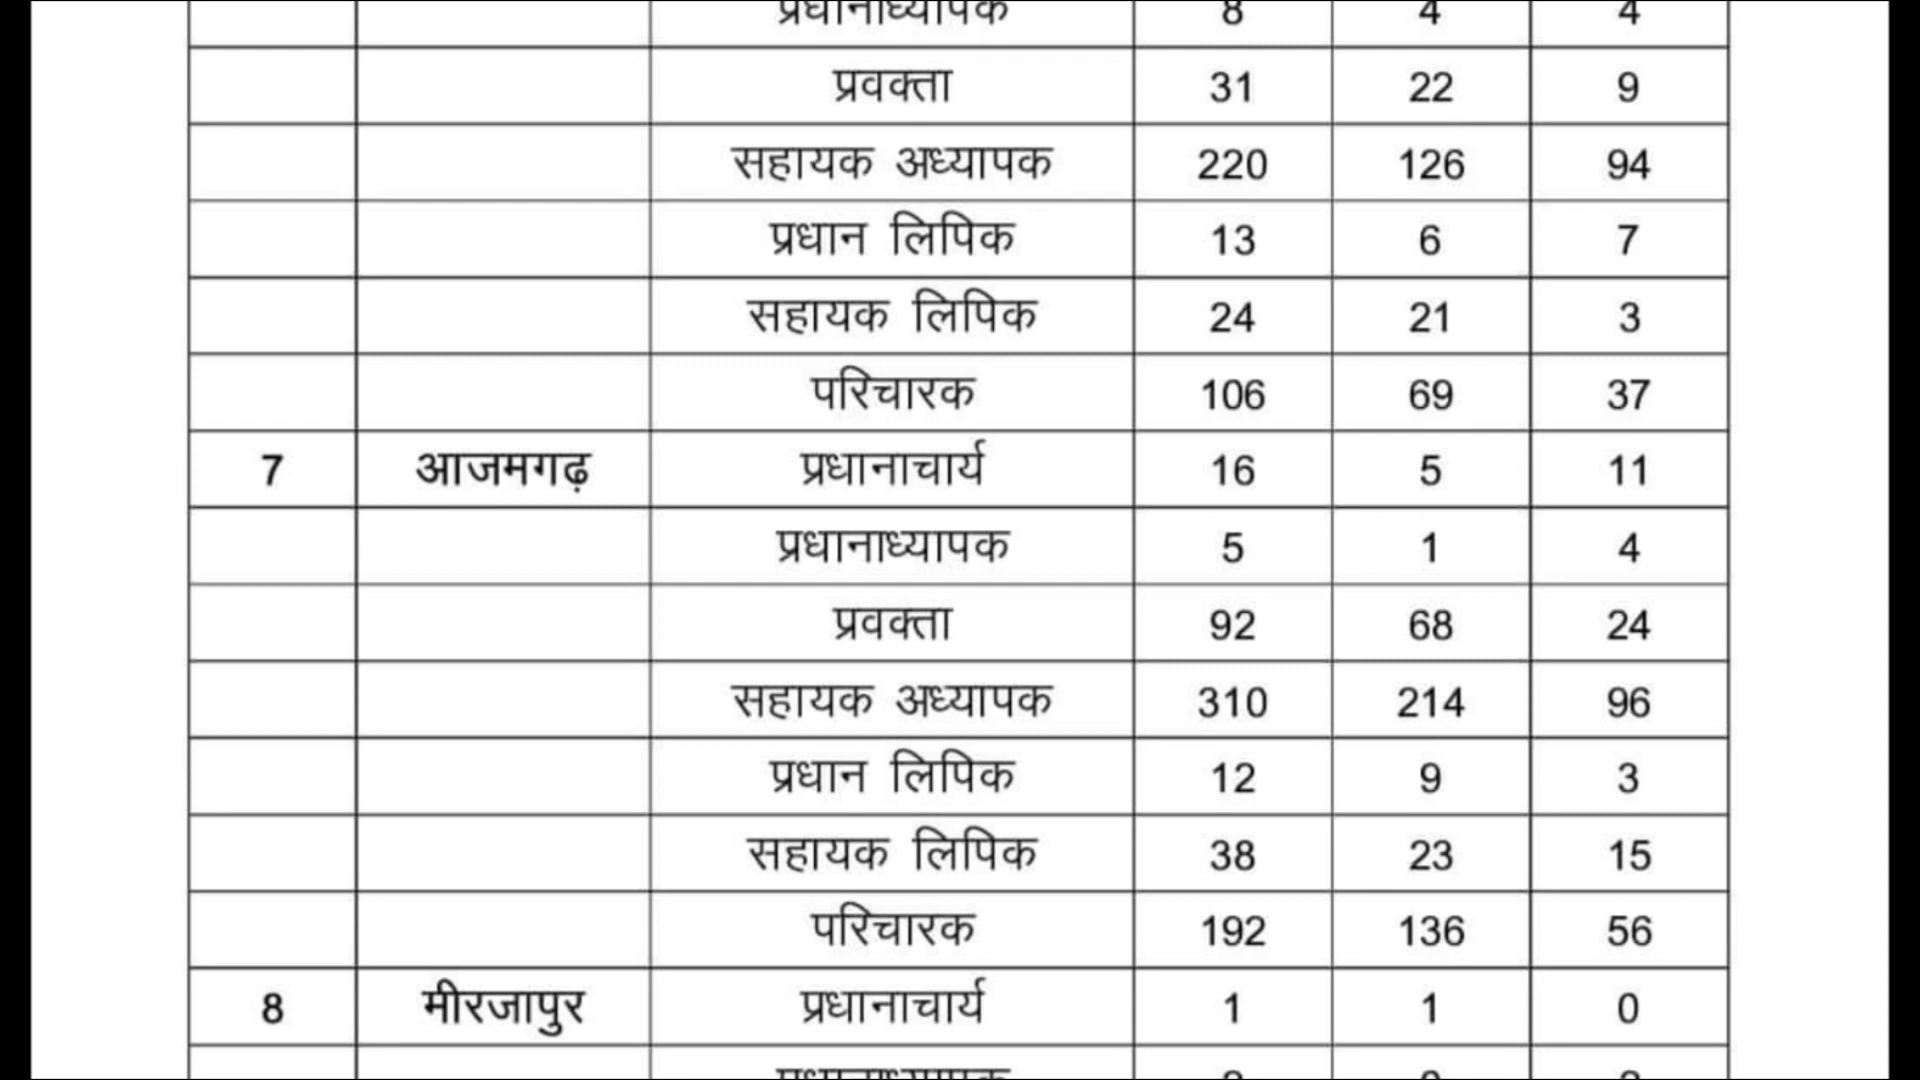 प्रधानाध्यापक 8 4 4
प्रवक्ता 31 22 9
सहायक अध्यापक 220 126 94
प्रधान लिपिक 13 6 7
सहायक लिपिक 24 21 3
परिचारक 106 69 37
7 आजमगढ़ प्रधानाचार्य 16 5 11
प्रधानाध्यापक 5 1 4
प्रवक्ता 92 68 24
सहायक अध्यापक 310 214 96
प्रधान लिपिक 12 9 3
सहायक लिपिक 38 23 15
परिचारक 192 136 56
8 मीरजापुर प्रधानाचार्य 1 1 0